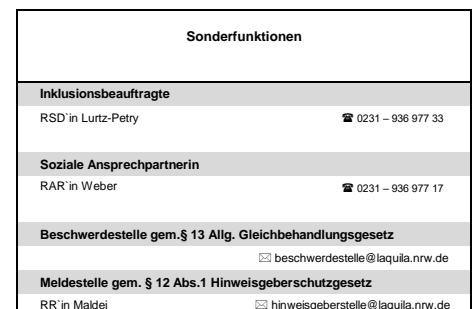 Sonderfunktionen
Inklusionsbeauftragte
RSD`in Lurtz-Petry ☎ 0231 – 936 977 33
Soziale Ansprechpartnerin
RAR`in Weber ☎ 0231 – 936 977 17
Beschwerdestelle gem.§ 13 Allg. Gleichbehandlungsgesetz
✉ beschwerdestelle@laquila.nrw.de
Meldestelle gem. § 12 Abs.1 Hinweisgeberschutzgesetz
RR`in Maldei ✉ hinweisgeberstelle@laquila.nrw.de